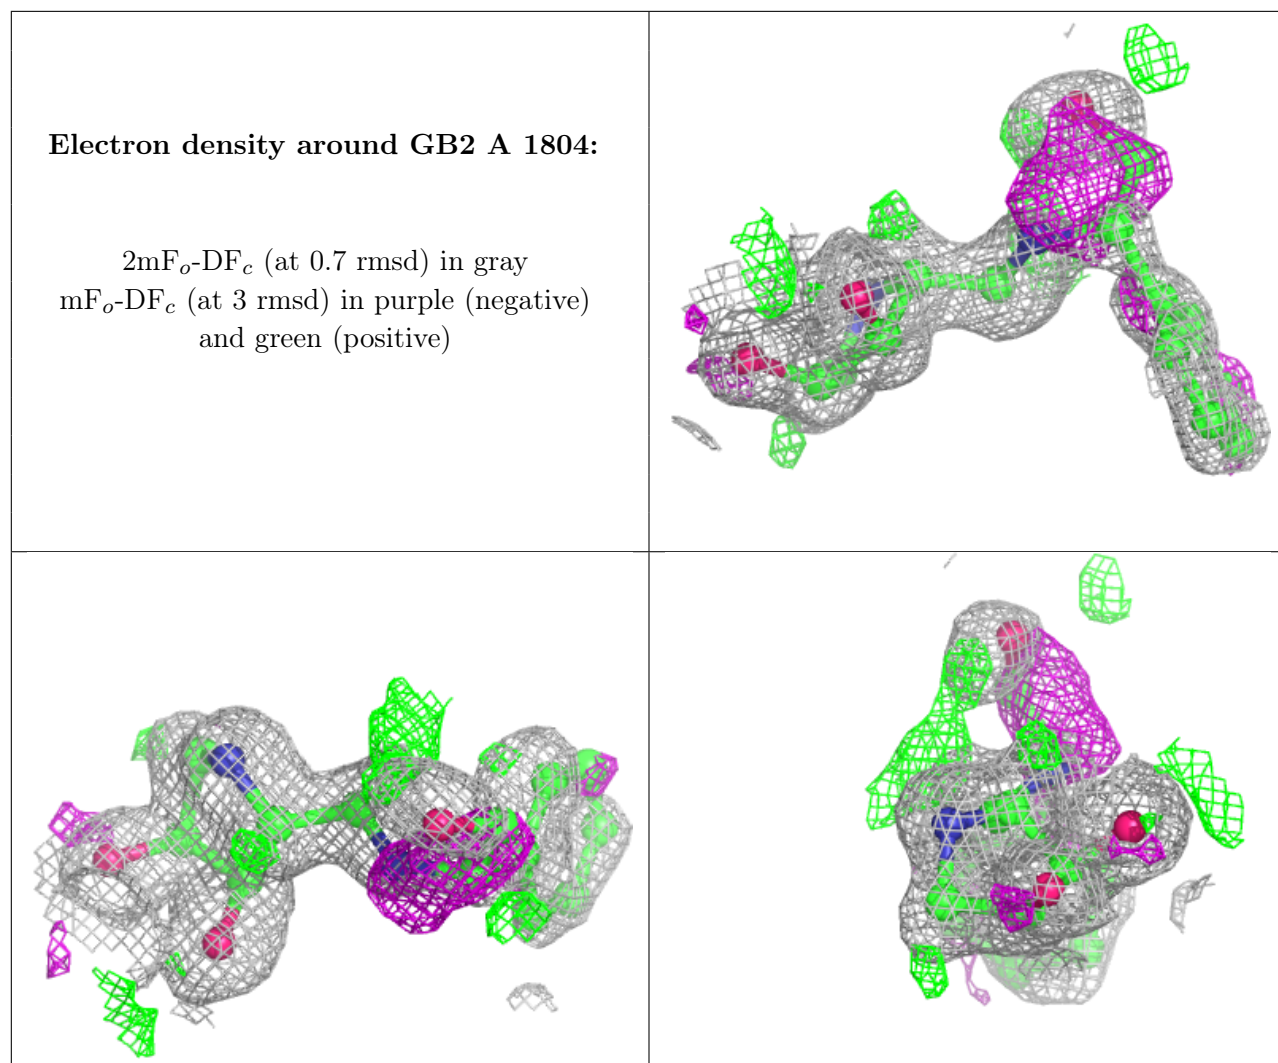 Electron density around GB2 A 1804:
2mFo-DFc (at 0.7 rmsd) in gray
mFo-DFc (at 3 rmsd) in purple (negative)
and green (positive)